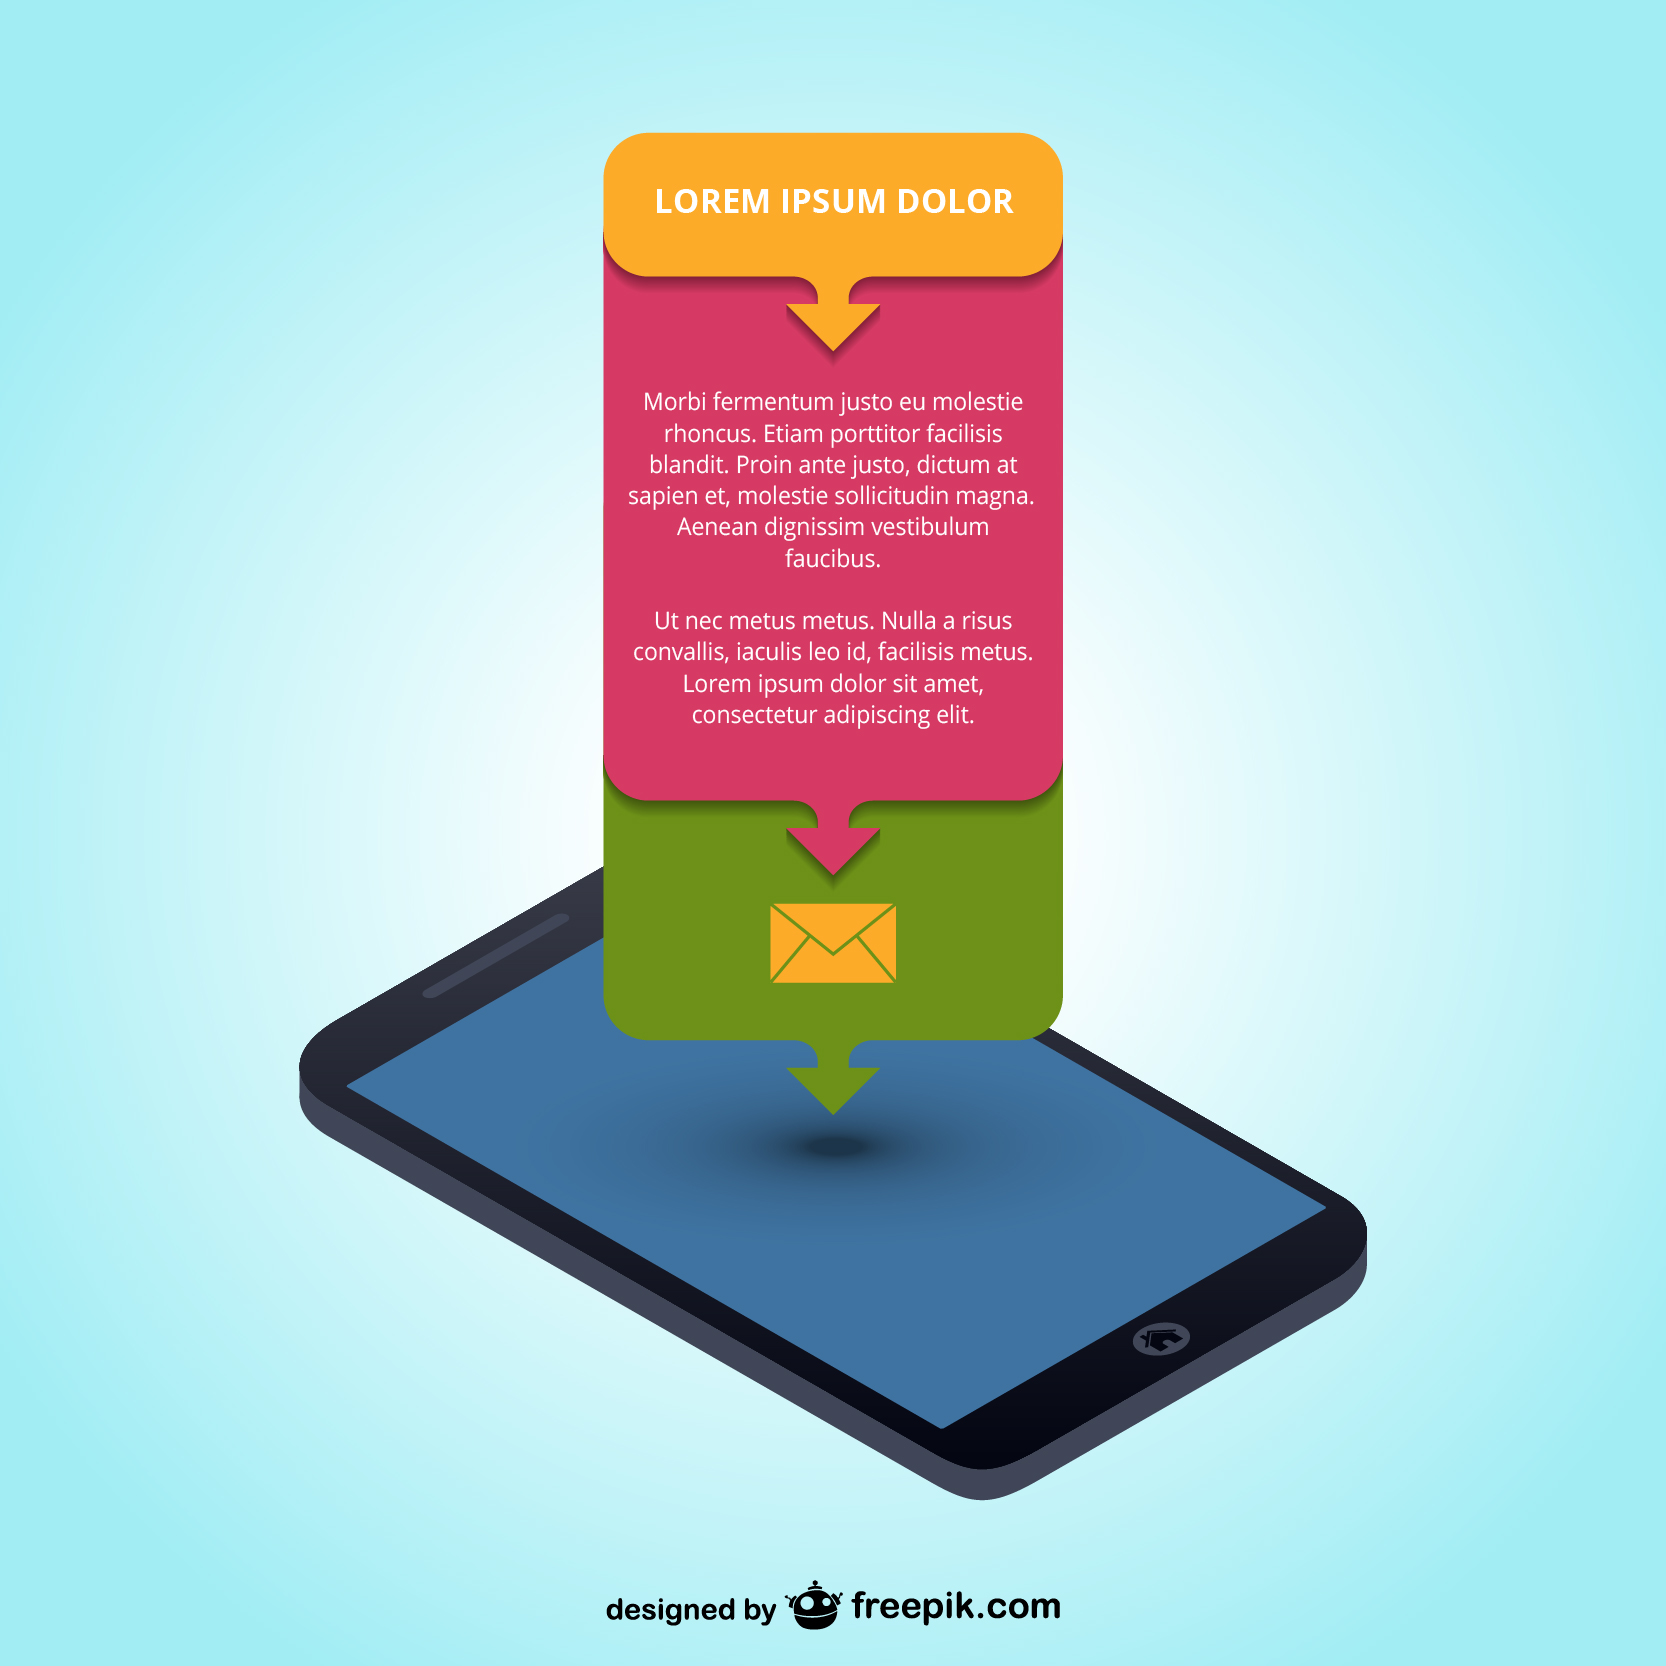 LOREM IPSUM DOLOR
Morbi fermentum justo eu molestie
rhoncus. Etiam porttitor facilisis
blandit. Proin ante justo, dictum at
sapien et, molestie sollicitudin magna.
Aenean dignissim vestibulum
faucibus.
Ut nec metus metus. Nulla a risus
convallis, iaculis leo id, facilisis metus.
Lorem ipsum dolor sit amet,
consectetur adipiscing elit.
designed by freepik.com